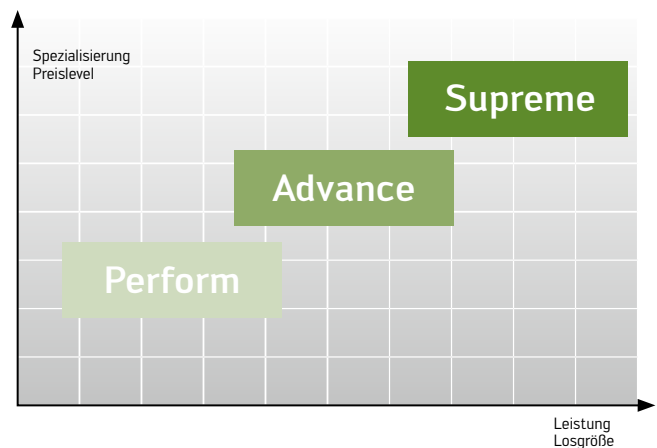 Spezialisierung
Preislevel
Supreme
Advance
Perform
Leistung
Losgröße